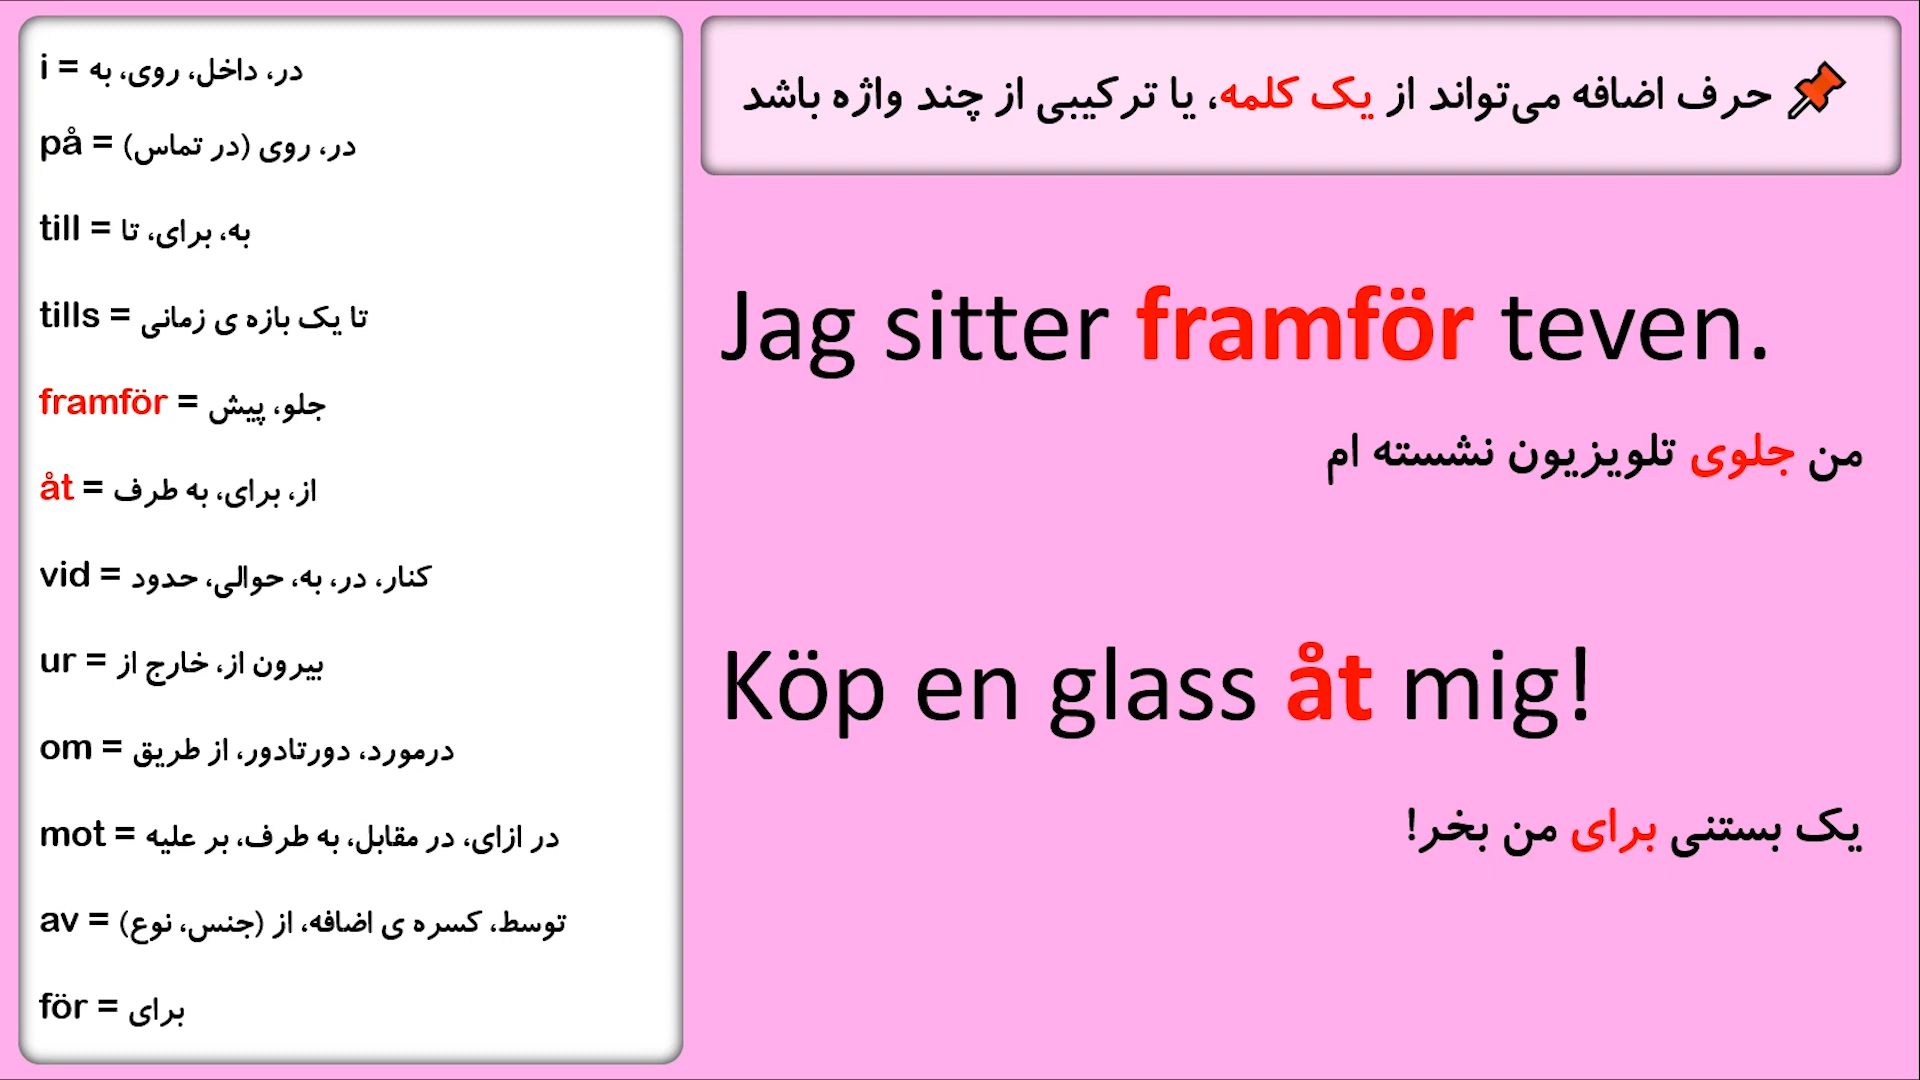 i = در، داخل، روی، به
på = در، روی (در تماس)
till = به، برای، تا
tills = تا یک بازه ی زمانی
framför = جلو، پیش
åt = از، برای، به طرف
vid = کنار، در، به، حوالی، حدود
ur = بیرون از، خارج از
om = درمورد، دورتادور، از طریق
mot = در ازای، در مقابل، به طرف، بر علیه
av = توسط، کسره ی اضافه، از (جنس، نوع)
för = برای
حرف اضافه می‌تواند از یک کلمه، یا ترکیبی از چند واژه باشد
Jag sitter framför teven.
من جلوی تلویزیون نشسته ام
Köp en glass åt mig!
یک بستنی برای من بخر!